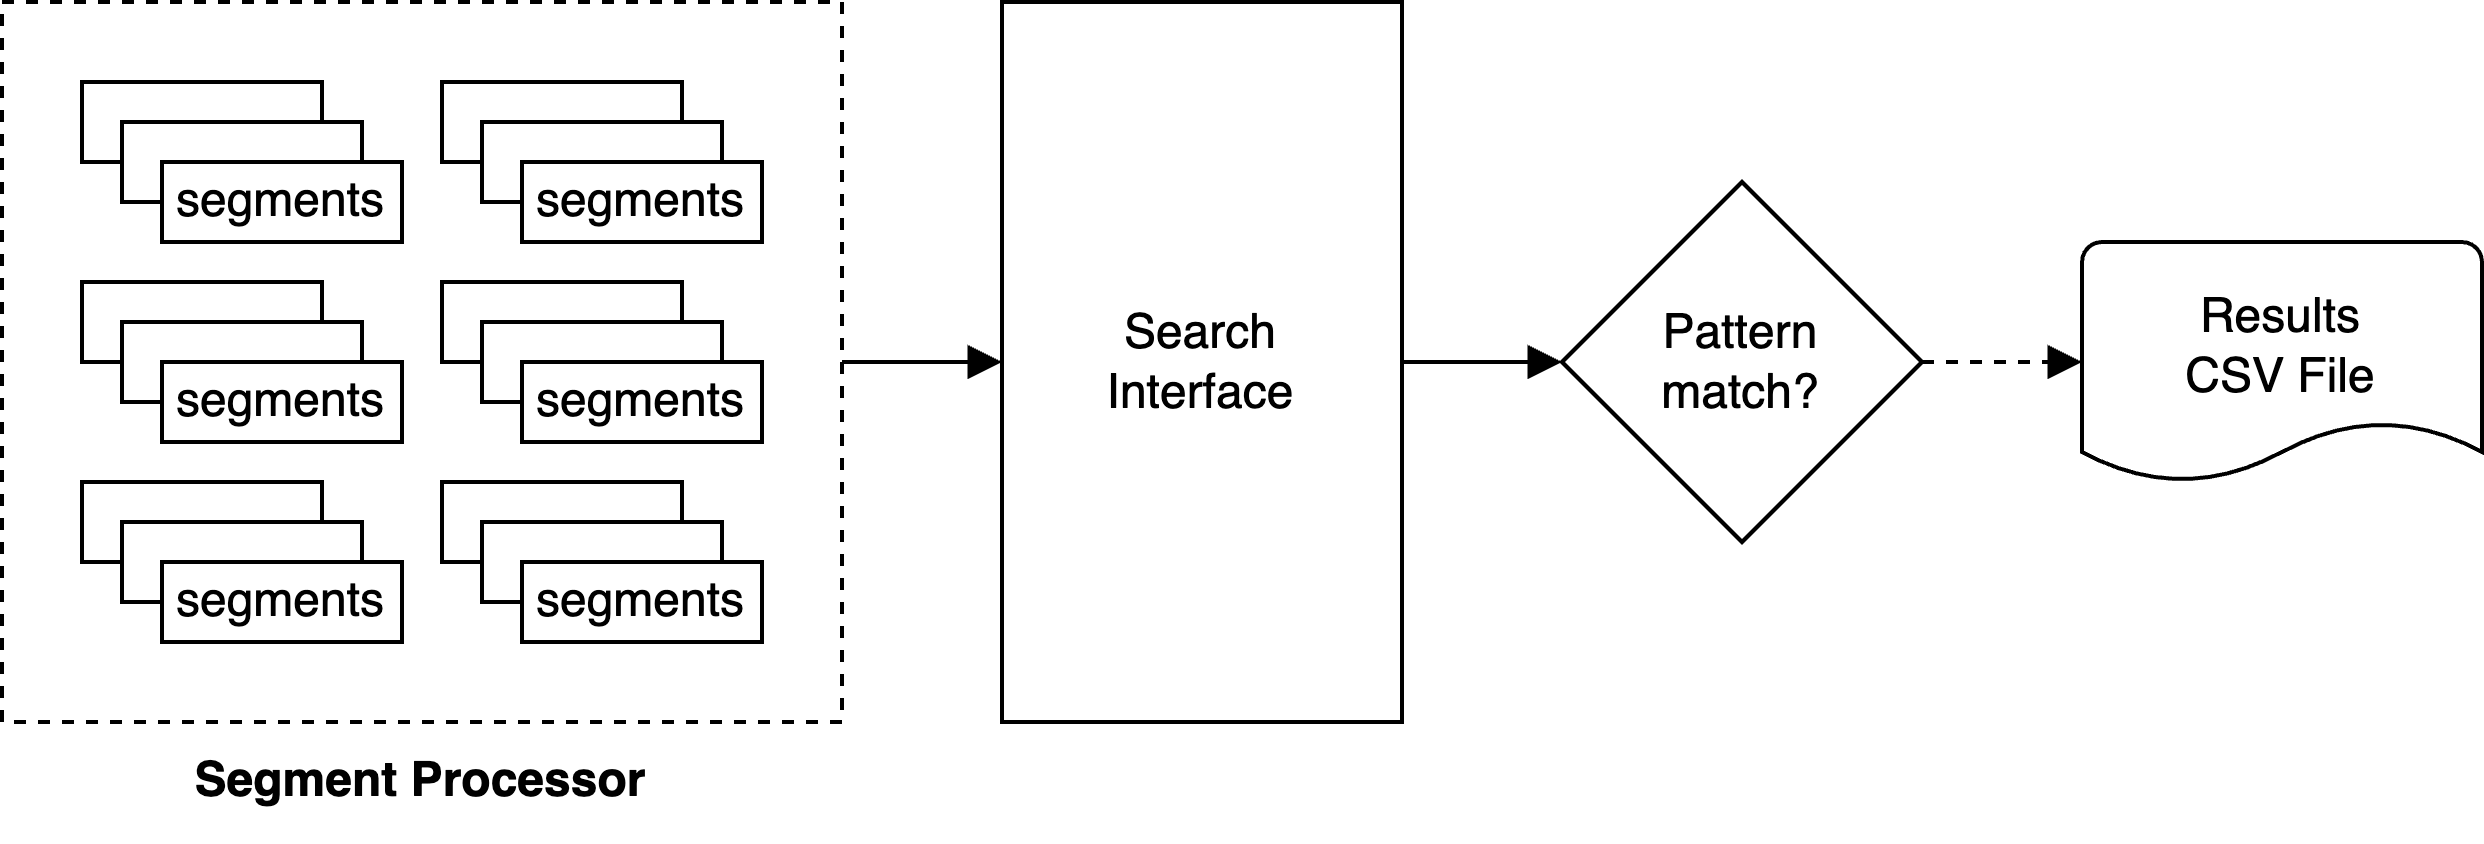 segments
segments
segments
segments
segments
segments
Segment Processor
Search
Interface
Pattern
match?
Results
CSV File